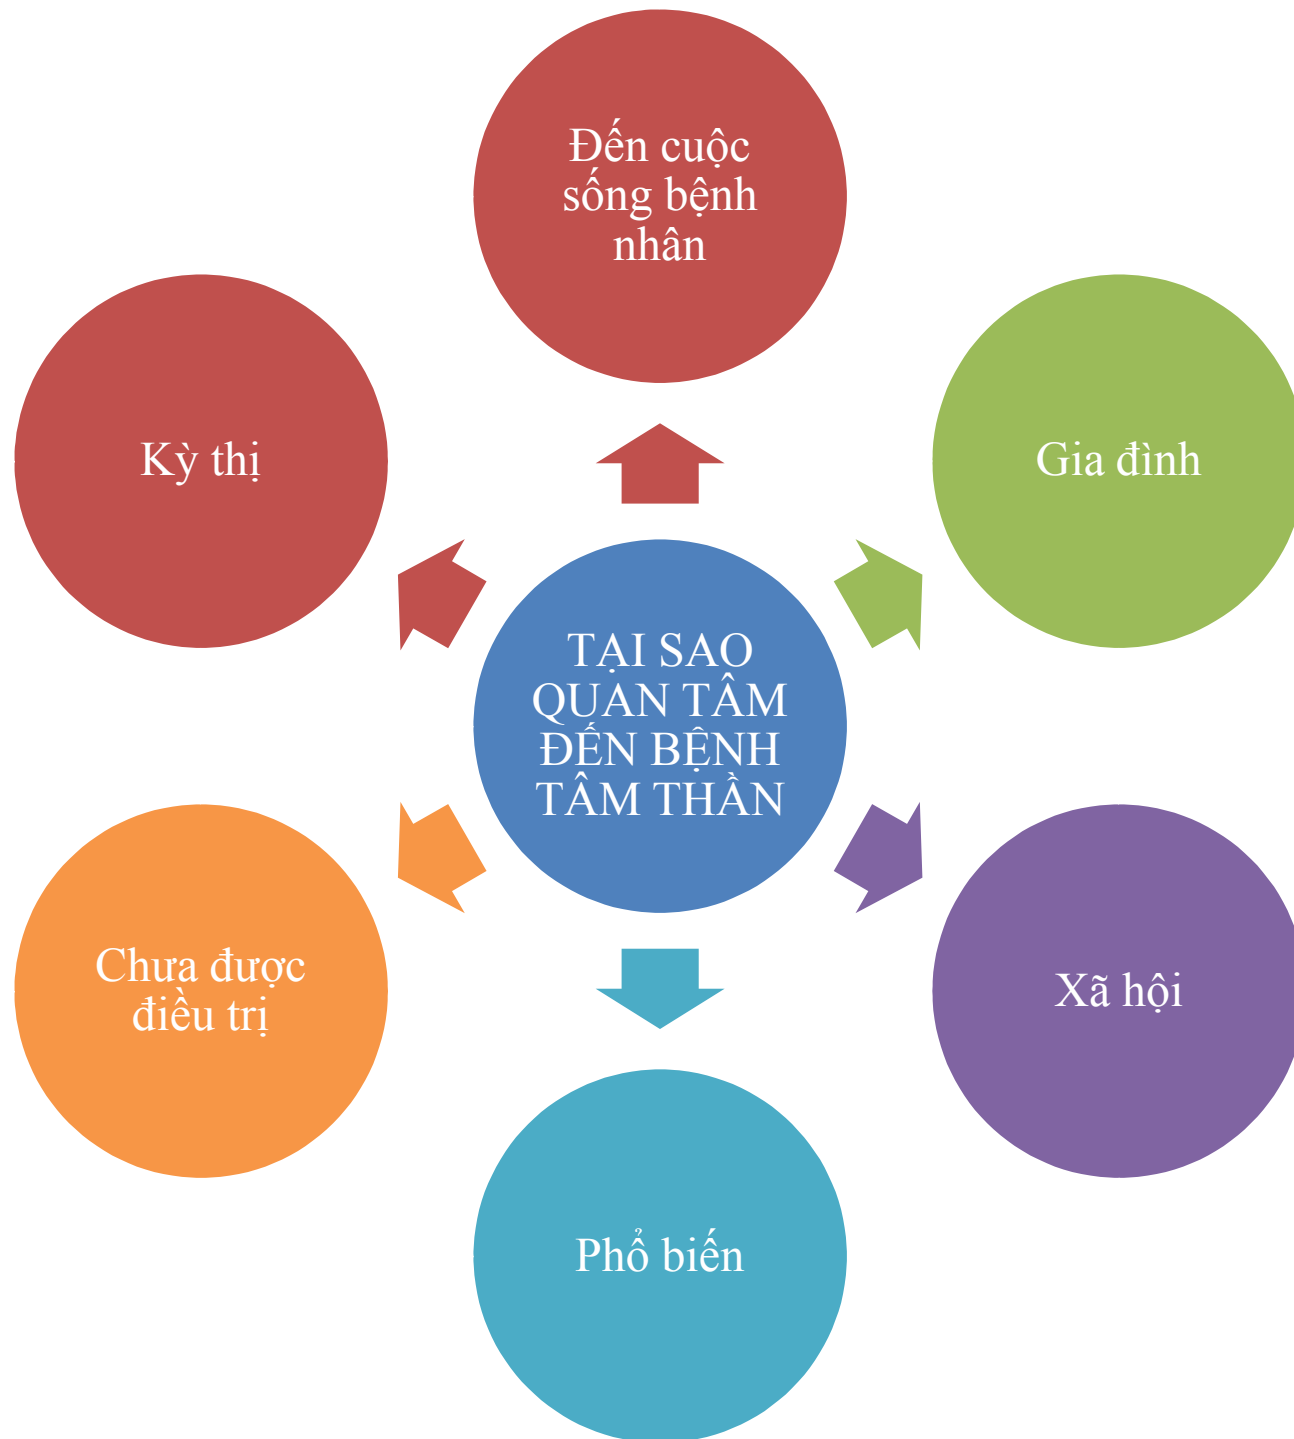 Đến cuộc
sống bệnh
nhân
Kỳ thị
Gia đình
TẠI SAO
QUAN TÂM
ĐẾN BỆNH
TÂM THẦN
Chưa được
điều trị
Xã hội
Phổ biến